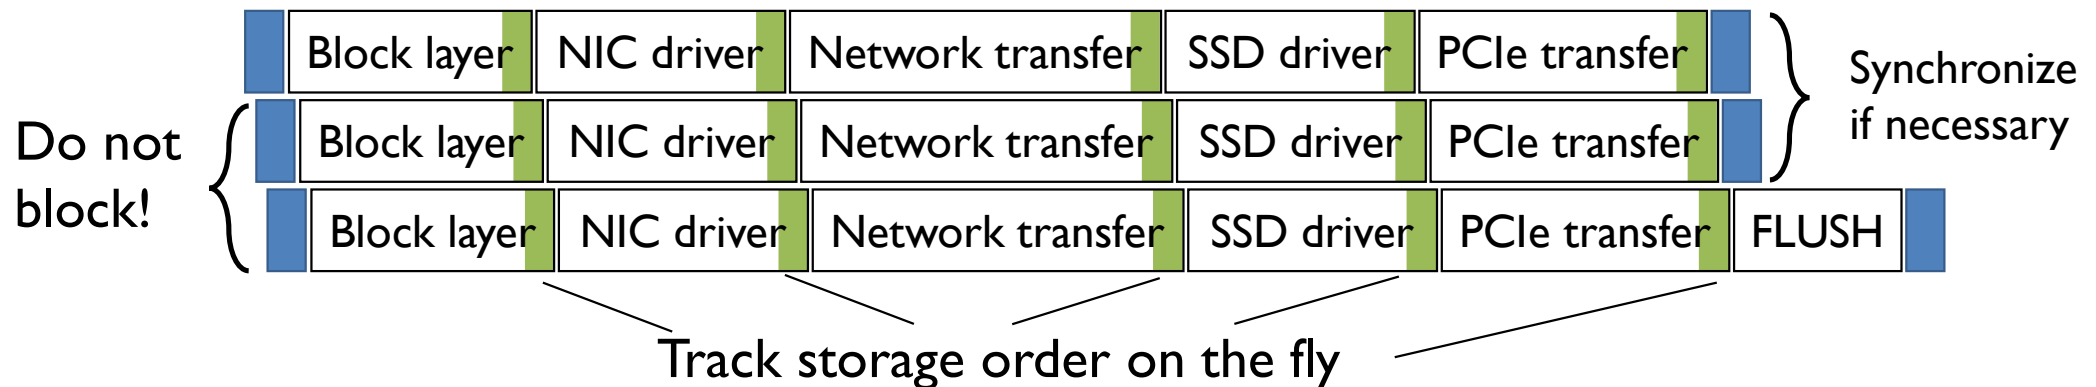 Block layer NIC driver Network transfer SSD driver PCIe transfer
Synchronize
if necessary
Do not
block!
Block layer NIC driver Network transfer SSD driver PCIe transfer
Block layer NIC driver Network transfer SSD driver PCIe transfer FLUSH
Track storage order on the fly